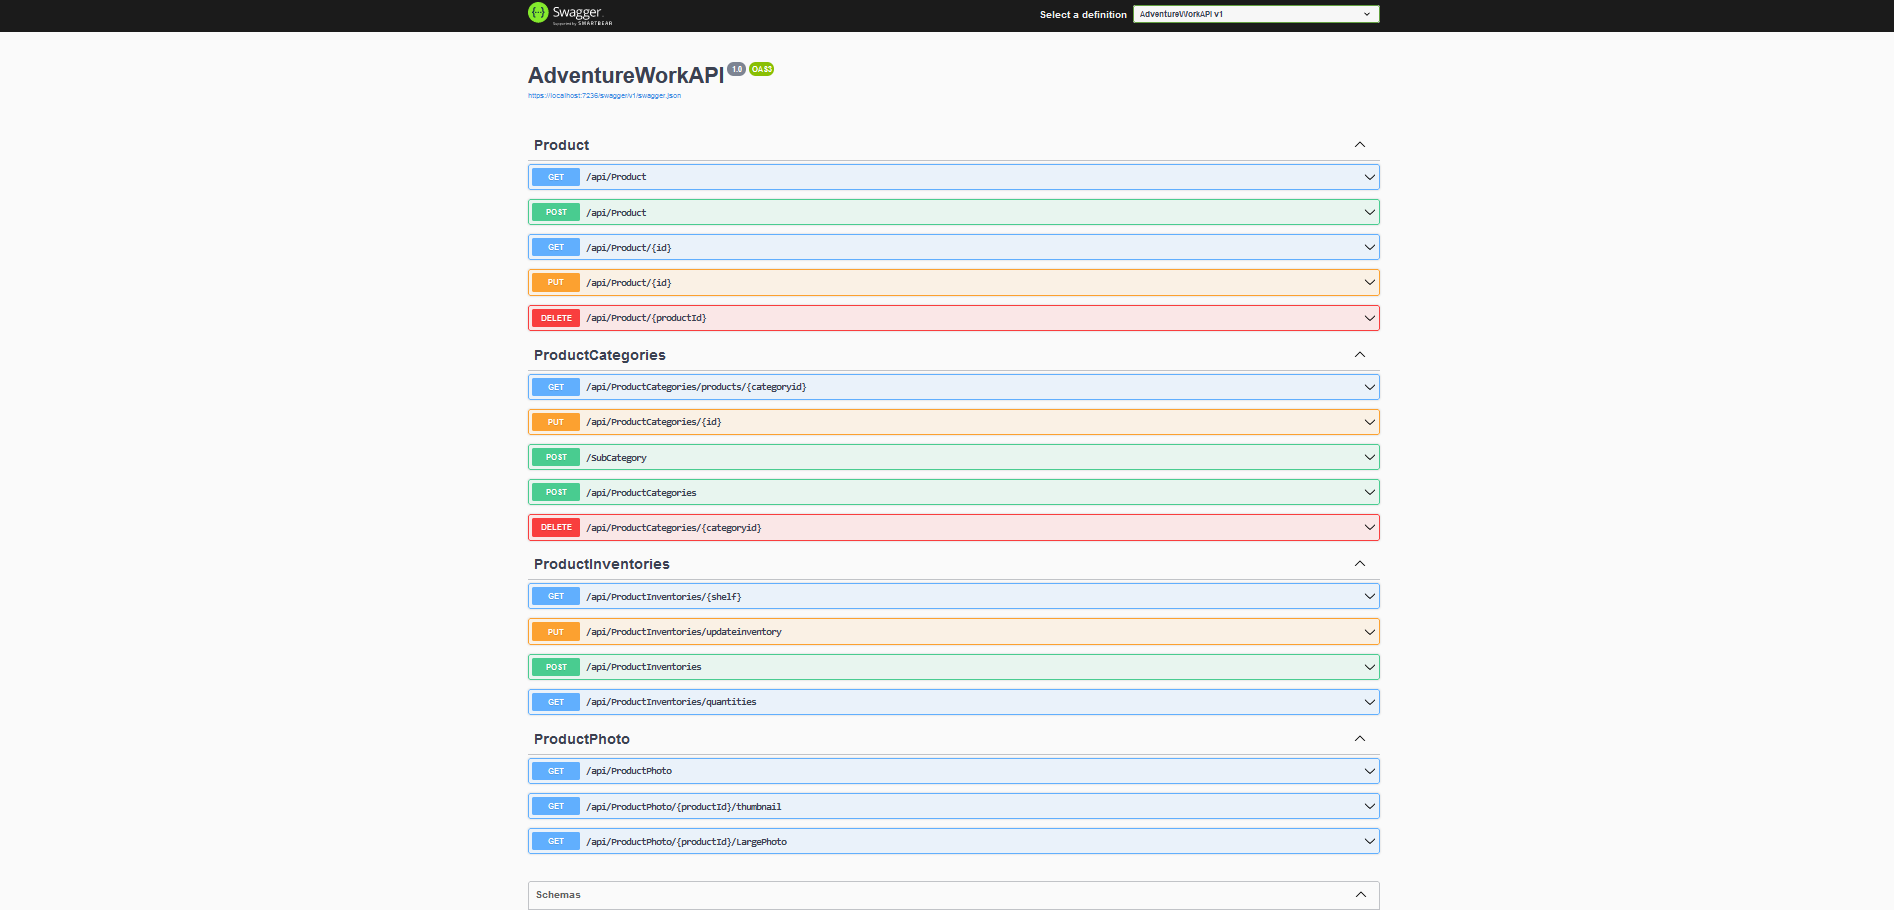 Swagger
Supported by SMARTBEAR
Select a definition
AdventureWorkAPI v1
AdventureWorkAPI 1.0 OAS3
https://localhost:7236/swagger/v1/swagger.json
Product
GET /api/Product
POST /api/Product
GET /api/Product/{id}
PUT /api/Product/{id}
DELETE /api/Product/{productId}
ProductCategories
GET /api/ProductCategories/products/{categoryid}
PUT /api/ProductCategories/{id}
POST /SubCategory
POST /api/ProductCategories
DELETE /api/ProductCategories/{categoryid}
ProductInventories
GET /api/ProductInventories/{shelf}
PUT /api/ProductInventories/updateinventory
POST /api/ProductInventories
GET /api/ProductInventories/quantities
ProductPhoto
GET /api/ProductPhoto
GET /api/ProductPhoto/{productId}/thumbnail
GET /api/ProductPhoto/{productId}/LargePhoto
Schemas